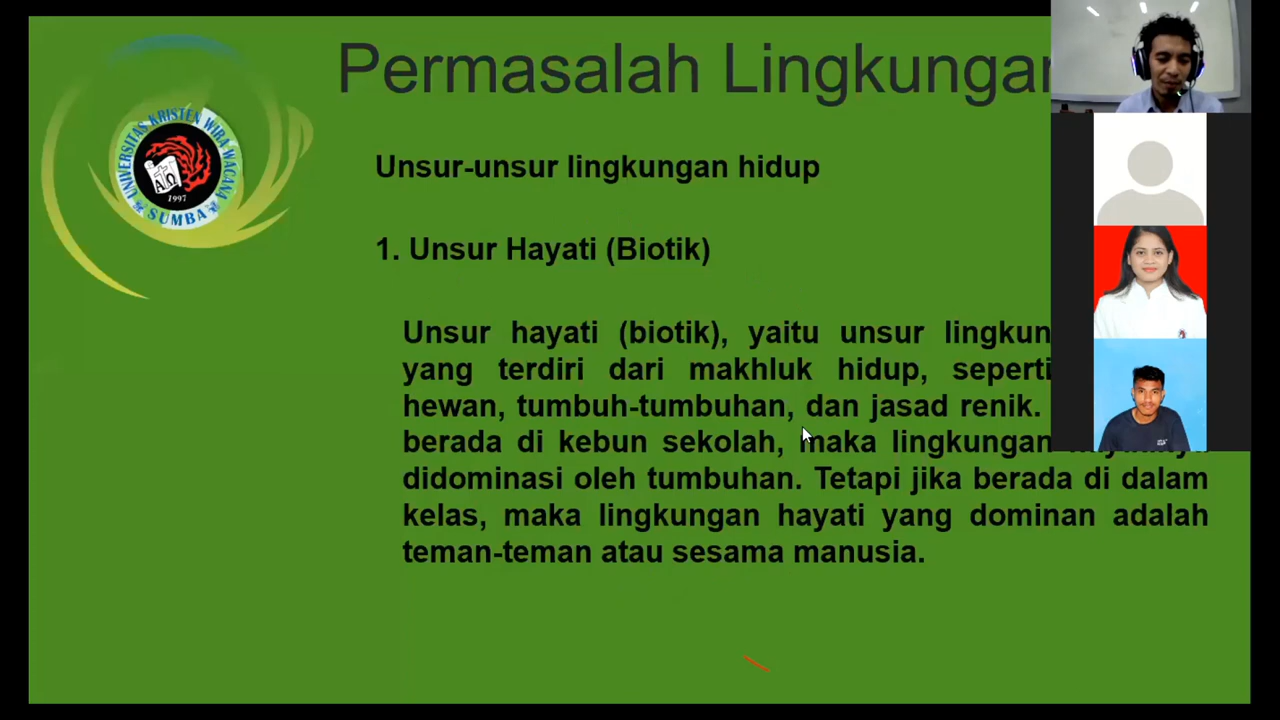 Permasalah Lingkungan
UNIVERSITAS KRISTEN WIRA WACANA
ΑΩ
1997
SUMBA
Unsur-unsur lingkungan hidup
1. Unsur Hayati (Biotik)
Unsur hayati (biotik), yaitu unsur lingkun
yang terdiri dari makhluk hidup, seperti
hewan, tumbuh-tumbuhan, dan jasad renik.
berada di kebun sekolah, maka lingkungan
didominasi oleh tumbuhan. Tetapi jika berada di dalam
kelas, maka lingkungan hayati yang dominan adalah
teman-teman atau sesama manusia.